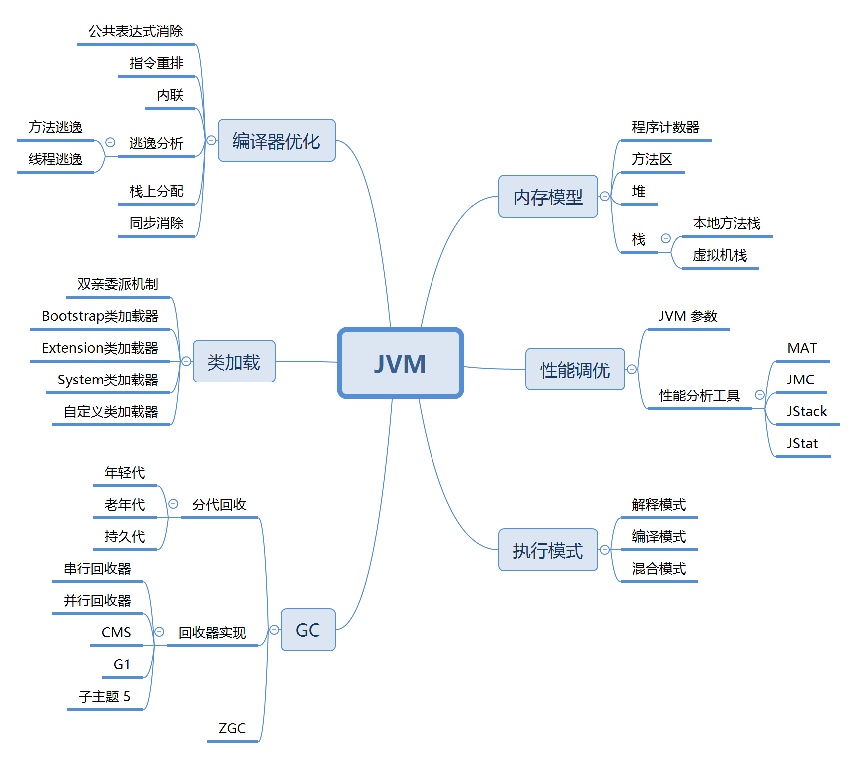 JVM
编译器优化
公共表达式消除
指令重排
内联
逃逸分析
方法逃逸
线程逃逸
栈上分配
同步消除
类加载
双亲委派机制
Bootstrap类加载器
Extension类加载器
System类加载器
自定义类加载器
GC
分代回收
年轻代
老年代
持久代
回收器实现
串行回收器
并行回收器
CMS
G1
子主题 5
ZGC
内存模型
程序计数器
方法区
堆
栈
本地方法栈
虚拟机栈
性能调优
JVM 参数
性能分析工具
MAT
JMC
JStack
JStat
执行模式
解释模式
编译模式
混合模式